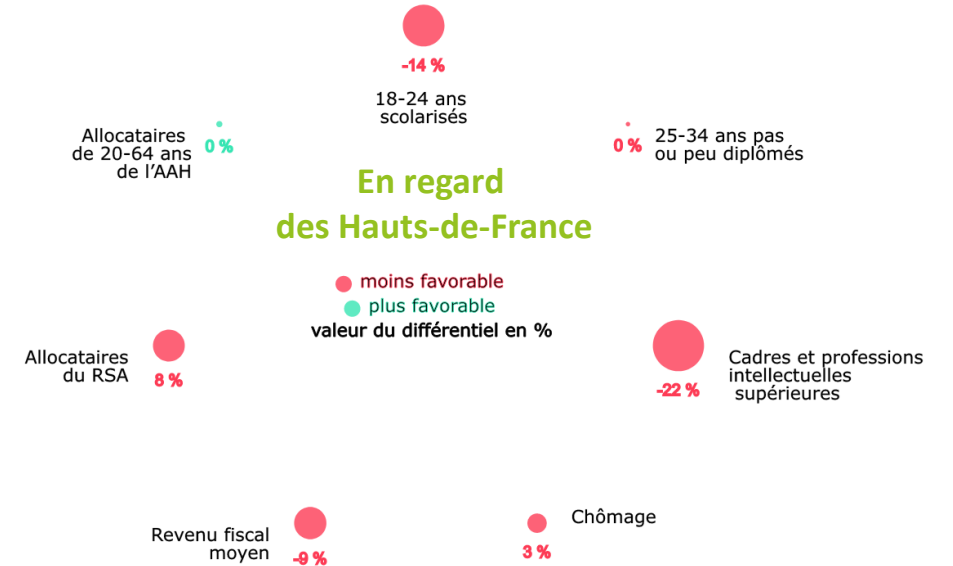 -14 %
18-24 ans
scolarisés
Allocataires
de 20-64 ans
de l'AAH
0 %
0 %
25-34 ans pas
ou peu diplômés
En regard
des Hauts-de-France
moins favorable
plus favorable
valeur du différentiel en %
Allocataires
du RSA
8 %
-22 %
Cadres et professions
intellectuelles
supérieures
Revenu fiscal
moyen
-9 %
3 %
Chômage